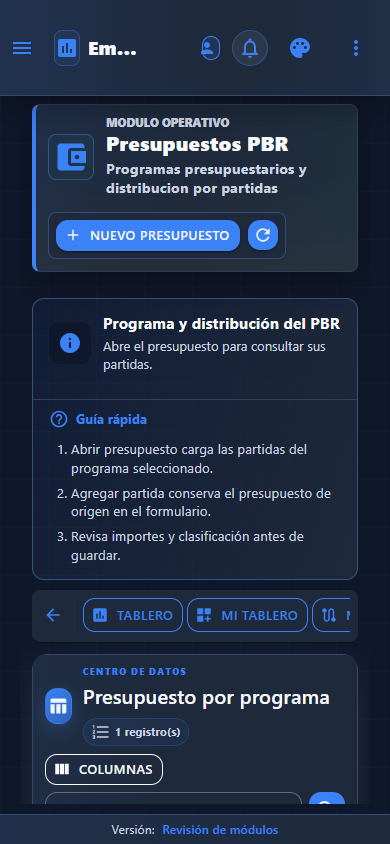 Em...
MODULO OPERATIVO
Presupuestos PBR
Programas presupuestarios y
distribucion por partidas
NUEVO PRESUPUESTO
Programa y distribución del PBR
Abre el presupuesto para consultar sus
partidas.
Guía rápida
1. Abrir presupuesto carga las partidas del
programa seleccionado.
2. Agregar partida conserva el presupuesto de
origen en el formulario.
3. Revisa importes y clasificación antes de
guardar.
TABLERO
MI TABLERO
CENTRO DE DATOS
Presupuesto por programa
1 registro(s)
COLUMNAS
Versión: Revisión de módulos